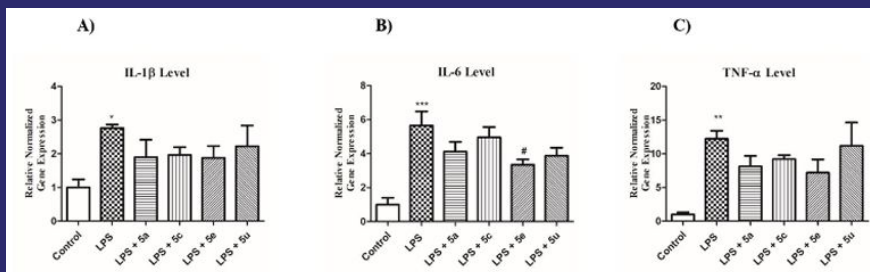 A)
IL-1β Level
Relative Normalized
Gene Expression
4
3
2
1
0
*
Control
LPS
LPS + 5a
LPS + 5c
LPS + 5e
LPS + 5u
B)
IL-6 Level
Relative Normalized
Gene Expression
8
6
4
2
0
***
#
Control
LPS
LPS + 5a
LPS + 5c
LPS + 5e
LPS + 5u
C)
TNF-α Level
Relative Normalized
Gene Expression
20
15
10
5
0
**
Control
LPS
LPS + 5a
LPS + 5c
LPS + 5e
LPS + 5u